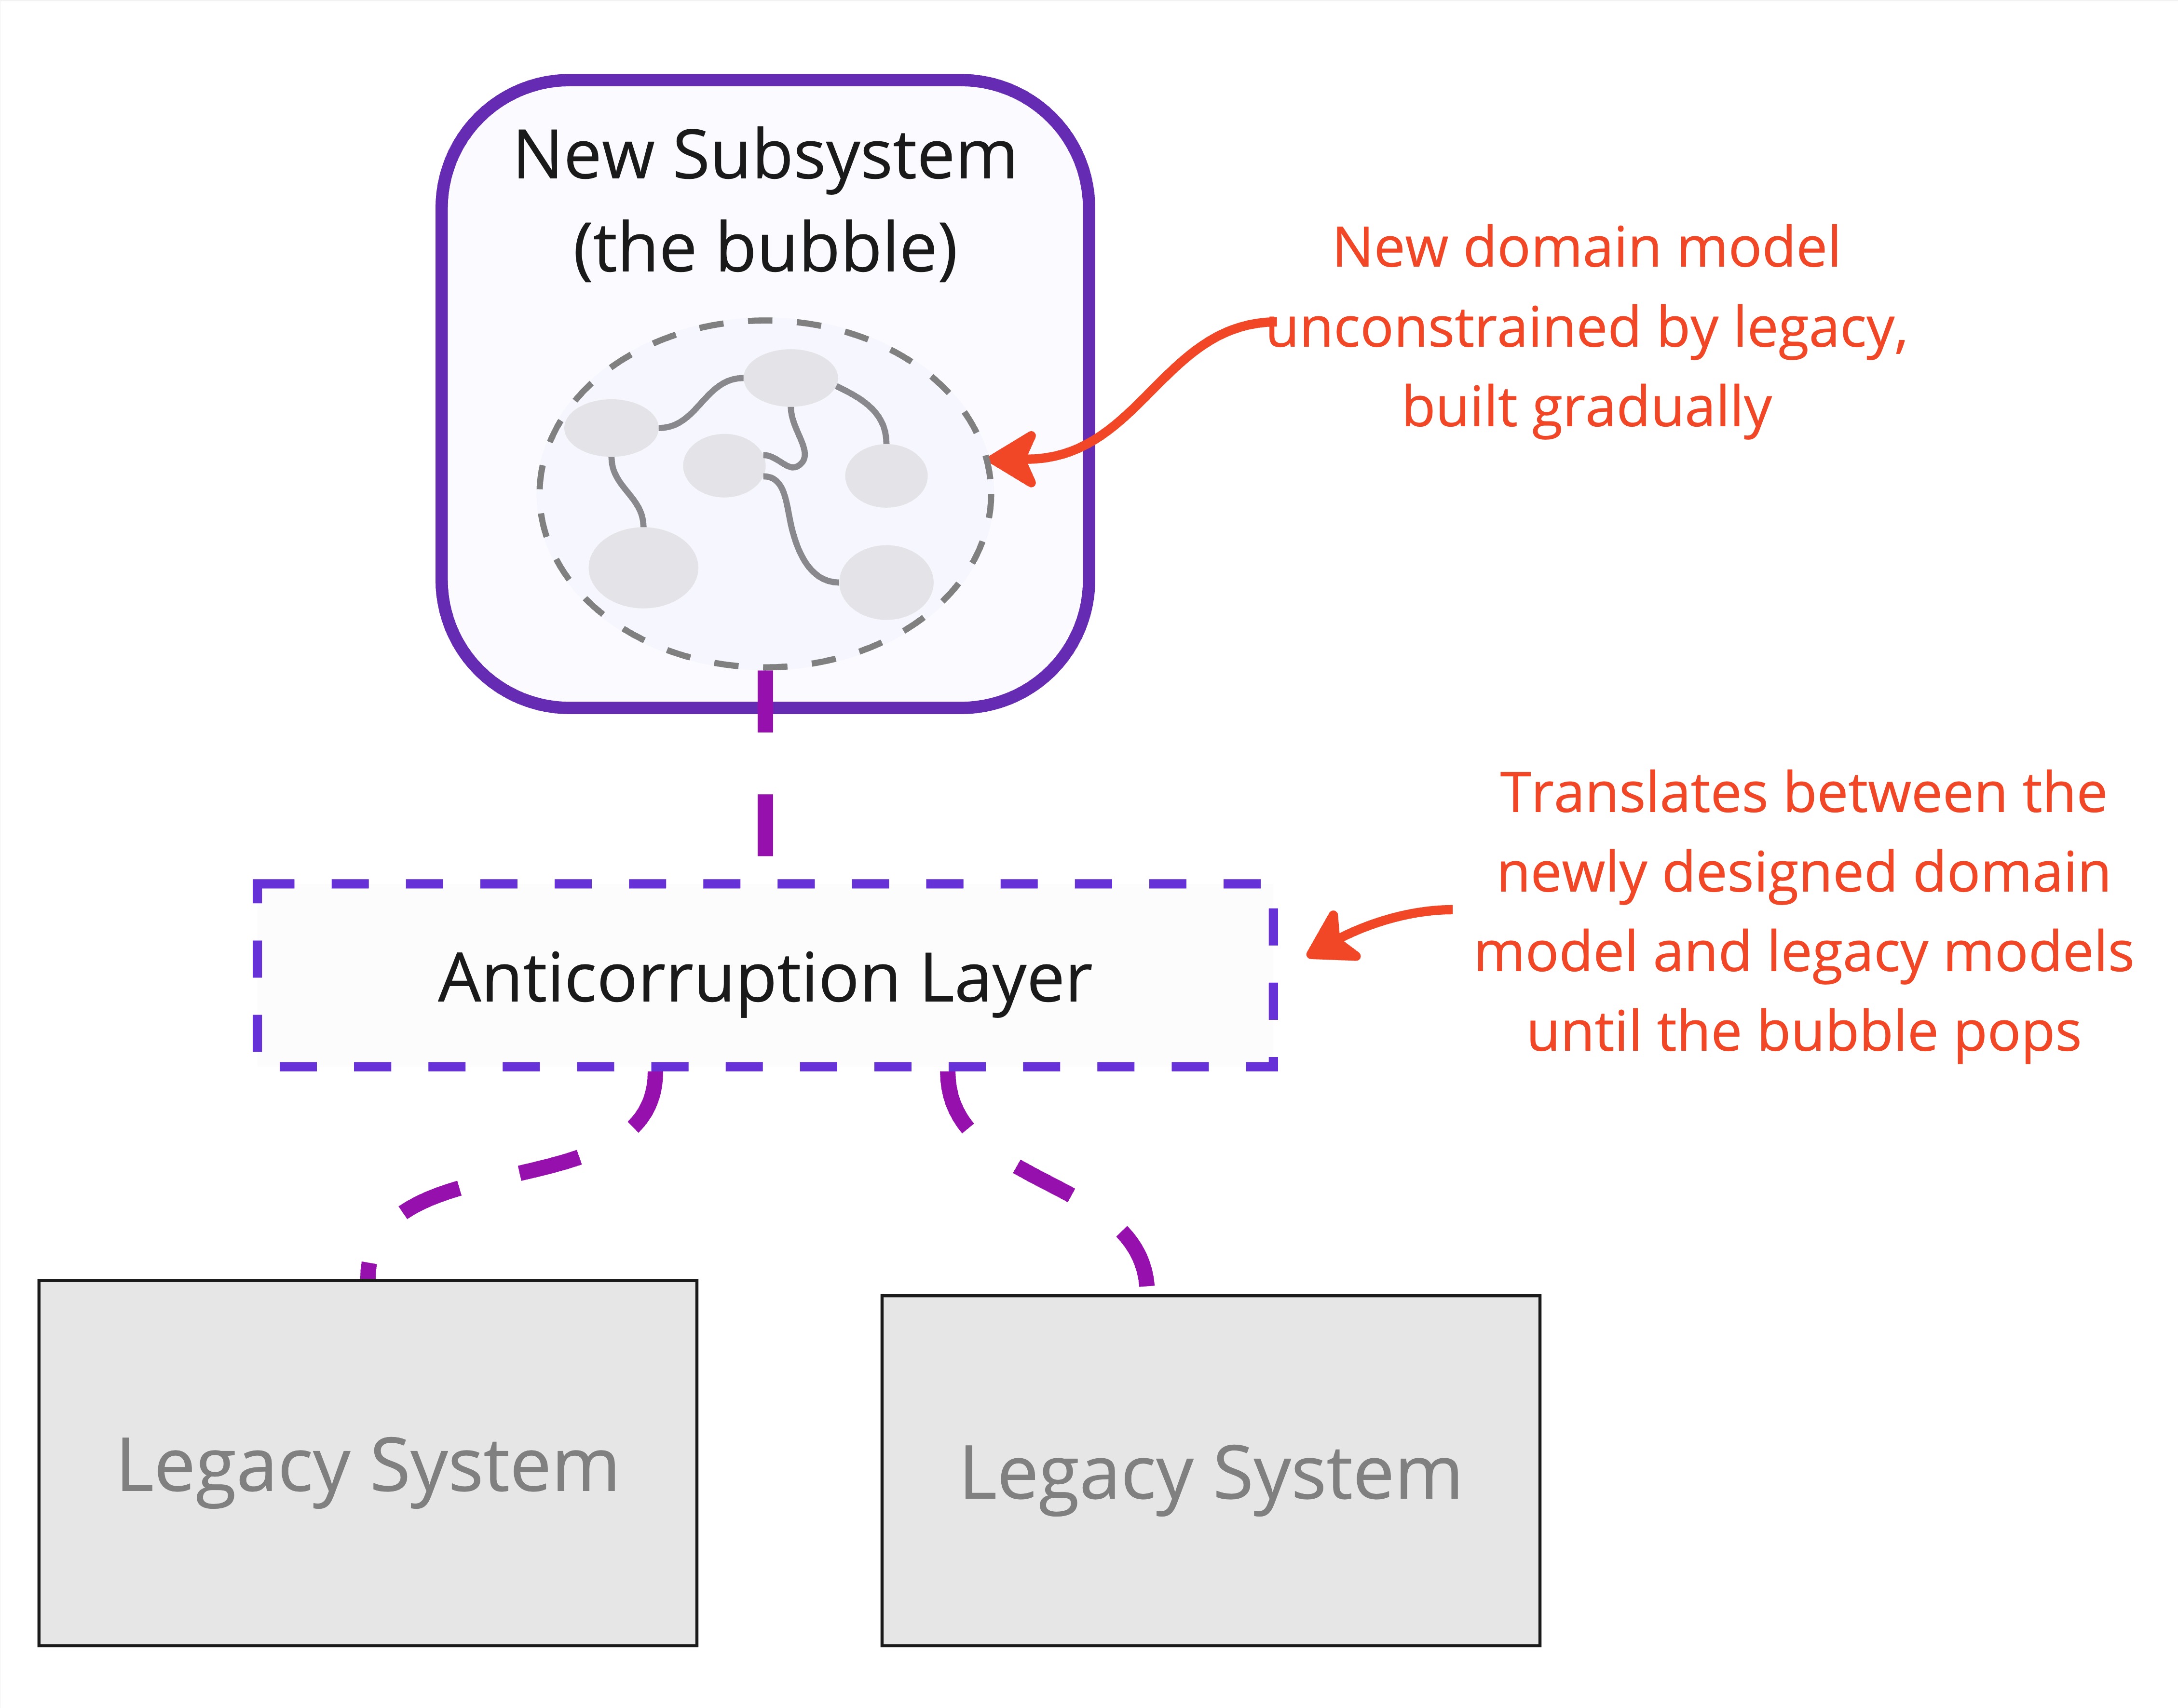 New Subsystem
(the bubble)
New domain model
unconstrained by legacy,
built gradually
Translates between the
newly designed domain
model and legacy models
until the bubble pops
Anticorruption Layer
Legacy System
Legacy System